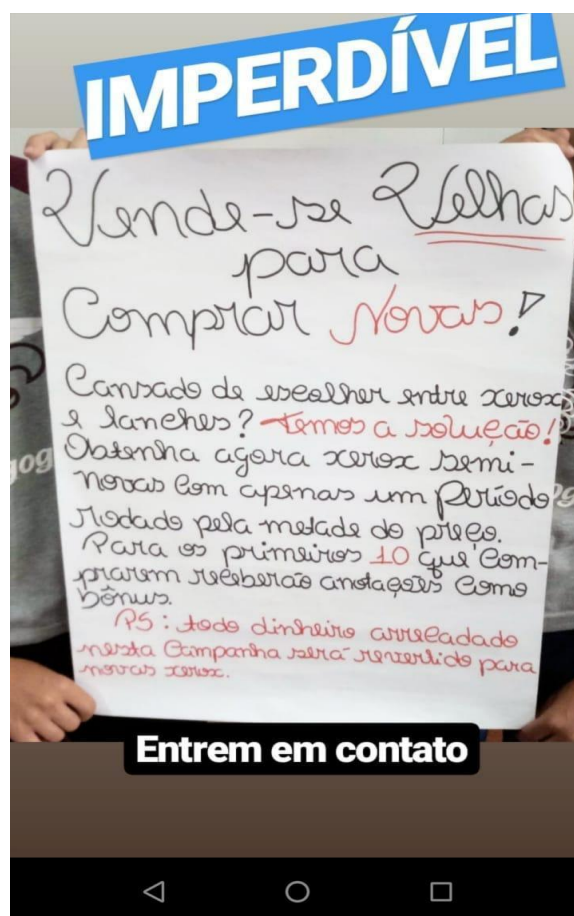 IMPERDÍVEL
Vende-se Velhas
para
Comprar Novas!
Cansado de escolher entre xerox
e lanches? Temos a solução!
Obtenha agora xerox semi-
novas com apenas um Período
rodado pela metade do preço.
Para os primeiros 10 que com-
prarem receberão anotações como
bônus.
PS: todo dinheiro arrecadado
nesta campanha será revertido para
novas xerox.
Entrem em contato